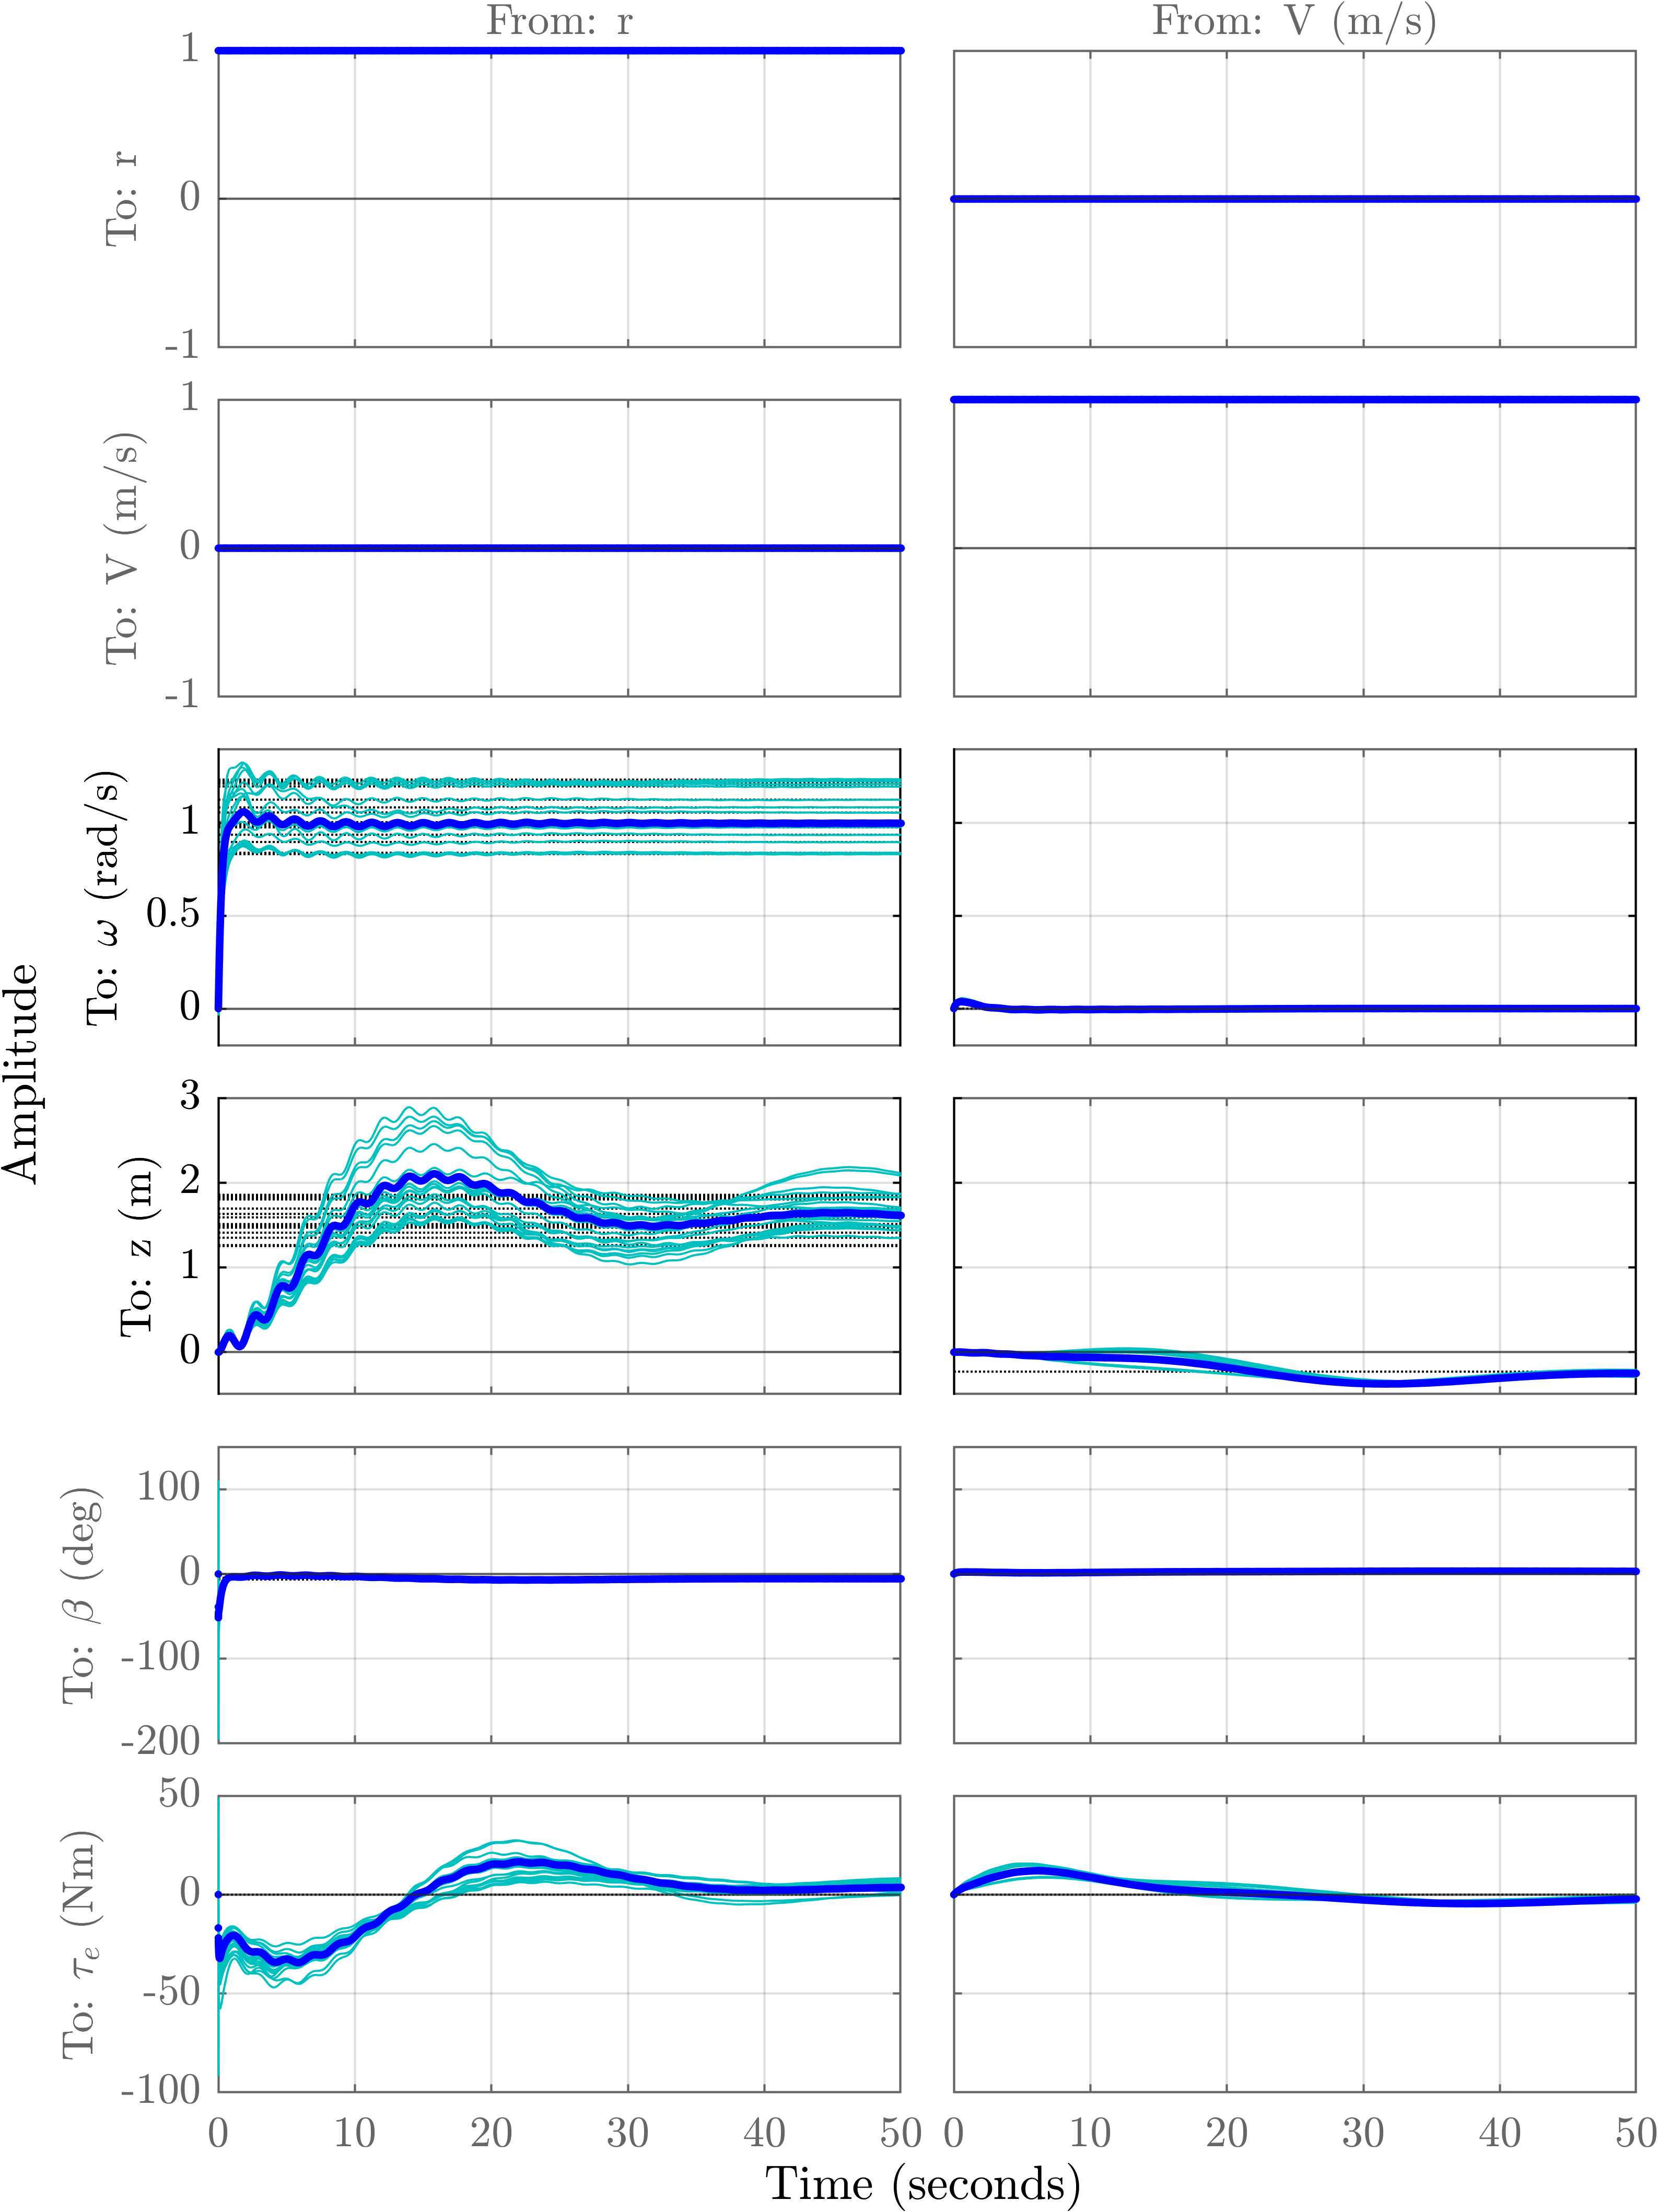 From: r
From: V (m/s)
1
0
-1
To: r
1
0
-1
To: V (m/s)
1
0.5
0
To: ω (rad/s)
Amplitude
3
2
1
0
To: z (m)
100
0
-100
-200
To: β (deg)
50
0
-50
-100
To: τₑ (Nm)
0 10 20 30 40 50 0 10 20 30 40 50
Time (seconds)